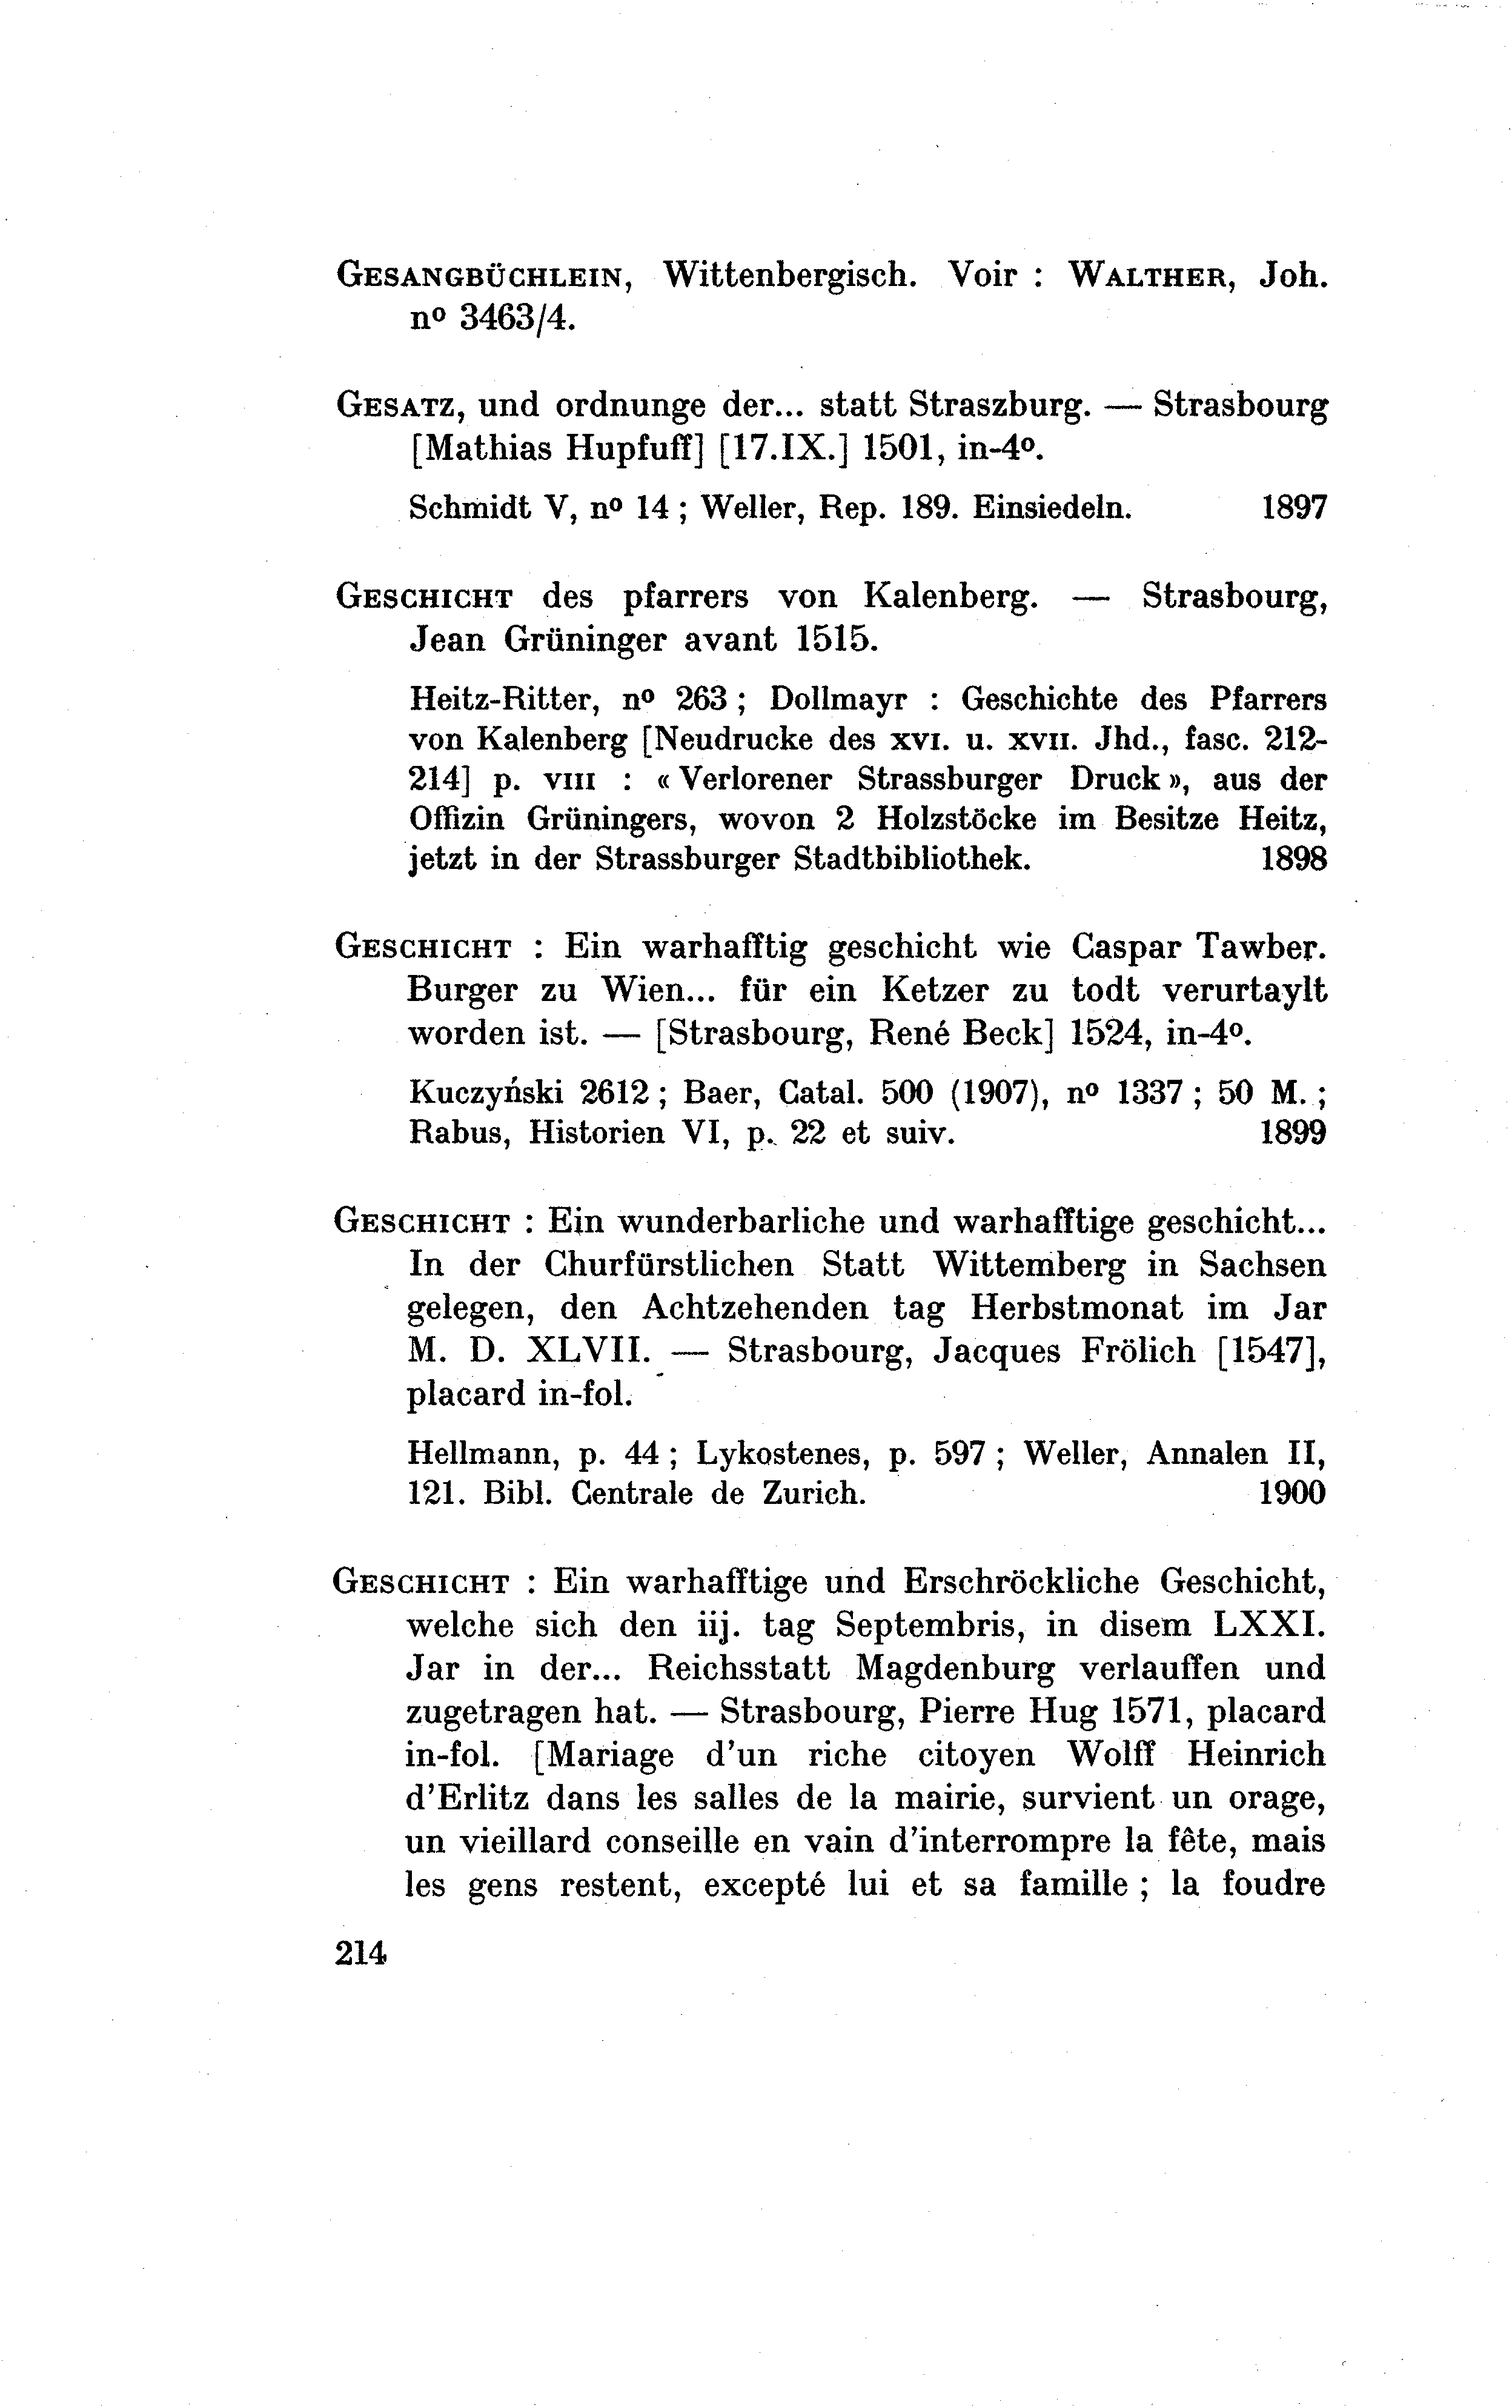 GESANGBÜCHLEIN, Wittenbergisch. Voir : WALTHER, Joh.
nº 3463/4.
GESATZ, und ordnunge der... statt Straszburg. — Strasbourg
[Mathias Hupfuff] [17.IX.] 1501, in-4º.
Schmidt V, nº 14 ; Weller, Rep. 189. Einsiedeln. 1897
GESCHICHT des pfarrers von Kalenberg. — Strasbourg,
Jean Grüninger avant 1515.
Heitz-Ritter, nº 263 ; Dollmayr : Geschichte des Pfarrers
von Kalenberg [Neudrucke des XVI. u. XVII. Jhd., fasc. 212-
214] p. VIII : « Verlorener Strassburger Druck », aus der
Offizin Grüningers, wovon 2 Holzstöcke im Besitze Heitz,
jetzt in der Strassburger Stadtbibliothek. 1898
GESCHICHT : Ein warhafftig geschicht wie Caspar Tawber.
Burger zu Wien... für ein Ketzer zu todt verurtaylt
worden ist. — [Strasbourg, René Beck] 1524, in-4º.
Kuczyński 2612 ; Baer, Catal. 500 (1907), nº 1337 ; 50 M. ;
Rabus, Historien VI, p. 22 et suiv. 1899
GESCHICHT : Ein wunderbarliche und warhafftige geschicht...
In der Churfürstlichen Statt Wittemberg in Sachsen
gelegen, den Achtzehenden tag Herbstmonat im Jar
M. D. XLVII. — Strasbourg, Jacques Frölich [1547],
placard in-fol.
Hellmann, p. 44 ; Lykostenes, p. 597 ; Weller, Annalen II,
121. Bibl. Centrale de Zurich. 1900
GESCHICHT : Ein warhafftige und Erschröckliche Geschicht,
welche sich den iij. tag Septembris, in disem LXXI.
Jar in der... Reichsstatt Magdenburg verlauffen und
zugetragen hat. — Strasbourg, Pierre Hug 1571, placard
in-fol. [Mariage d'un riche citoyen Wolff Heinrich
d'Erlitz dans les salles de la mairie, survient un orage,
un vieillard conseille en vain d'interrompre la fête, mais
les gens restent, excepté lui et sa famille ; la foudre
214